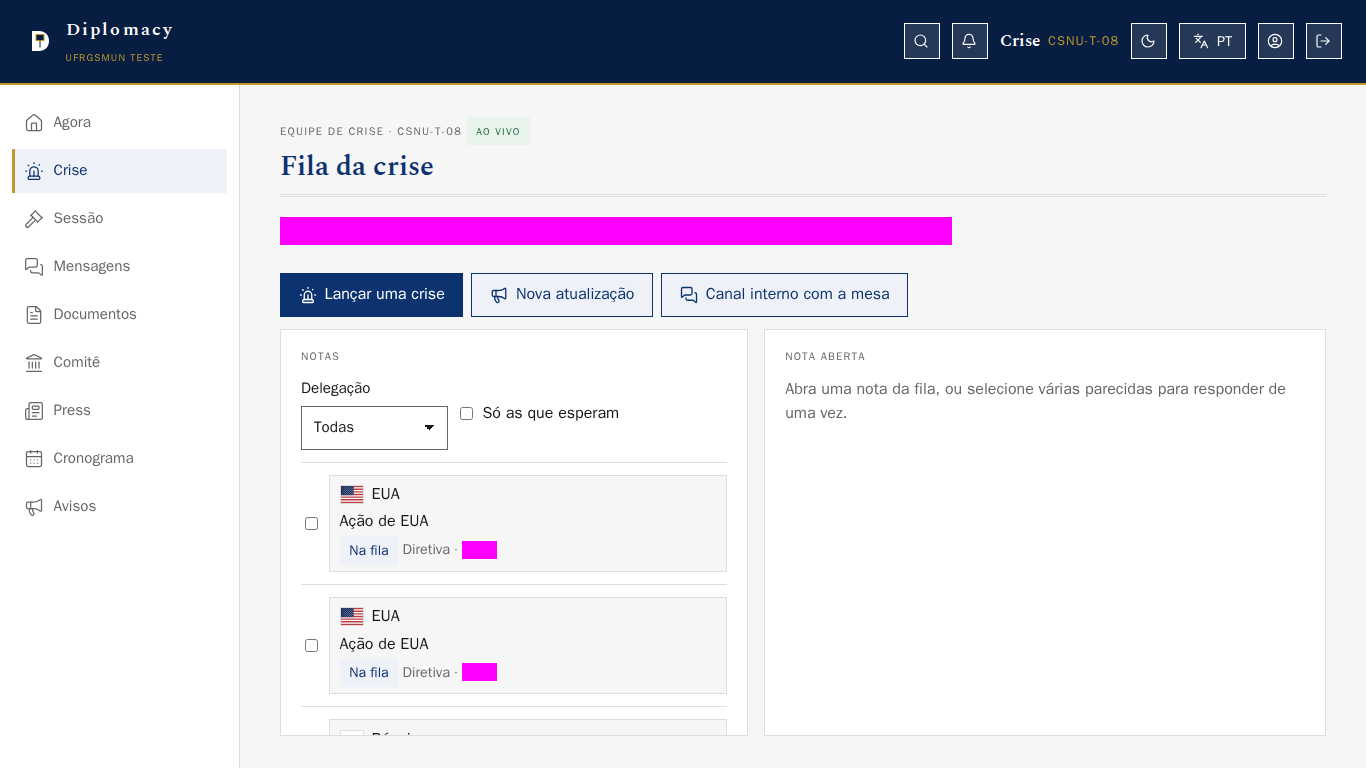 Diplomacy
UFRGSMUN TESTE
Crise CSNU-T-08
PT
Agora
Crise
Sessão
Mensagens
Documentos
Comitê
Press
Cronograma
Avisos
EQUIPE DE CRISE · CSNU-T-08 AO VIVO
Fila da crise
Lançar uma crise
Nova atualização
Canal interno com a mesa
NOTAS
Delegação
Todas
Só as que esperam
EUA
Ação de EUA
Na fila Diretiva ·
EUA
Ação de EUA
Na fila Diretiva ·
NOTA ABERTA
Abra uma nota da fila, ou selecione várias parecidas para responder de
uma vez.